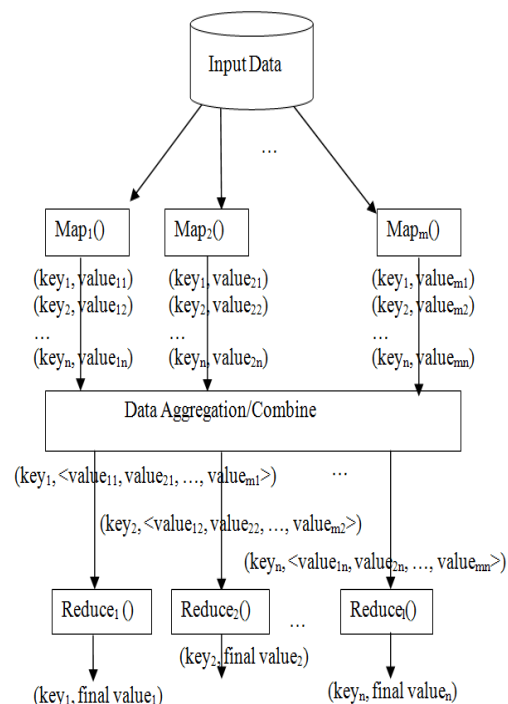 Input Data
…
Map₁()
Map₂()
Mapₘ()
(key₁, value₁₁)
(key₂, value₁₂)
…
(keyₙ, value₁ₙ)
(key₁, value₂₁)
(key₂, value₂₂)
…
(keyₙ, value₂ₙ)
(key₁, valueₘ₁)
(key₂, valueₘ₂)
…
(keyₙ, valueₘₙ)
Data Aggregation/Combine
(key₁, <value₁₁, value₂₁, …, valueₘ₁>)
…
(key₂, <value₁₂, value₂₂, …, valueₘ₂>)
(keyₙ, <value₁ₙ, value₂ₙ, …, valueₘₙ>)
Reduce₁ ()
Reduce₂()
…
Reduceₗ()
(key₂, final value₂)
(key₁, final value₁)
(keyₙ, final valueₙ)